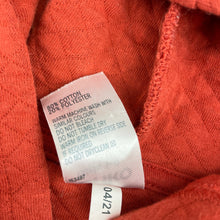 80% COTTON
20% POLYESTER
WARM MACHINE WASH WITH
SIMILAR COLOURS
DO NOT BLEACH
DO NOT TUMBLE DRY
WARM IRON ON REVERSE
IF REQUIRED
DO NOT DRYCLEAN
04/21